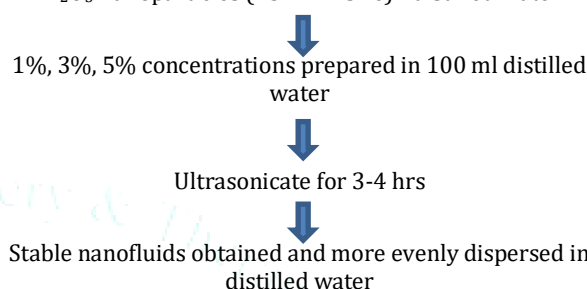 1%, 3%, 5% concentrations prepared in 100 ml distilled
water
Ultrasonicate for 3-4 hrs
Stable nanofluids obtained and more evenly dispersed in
distilled water